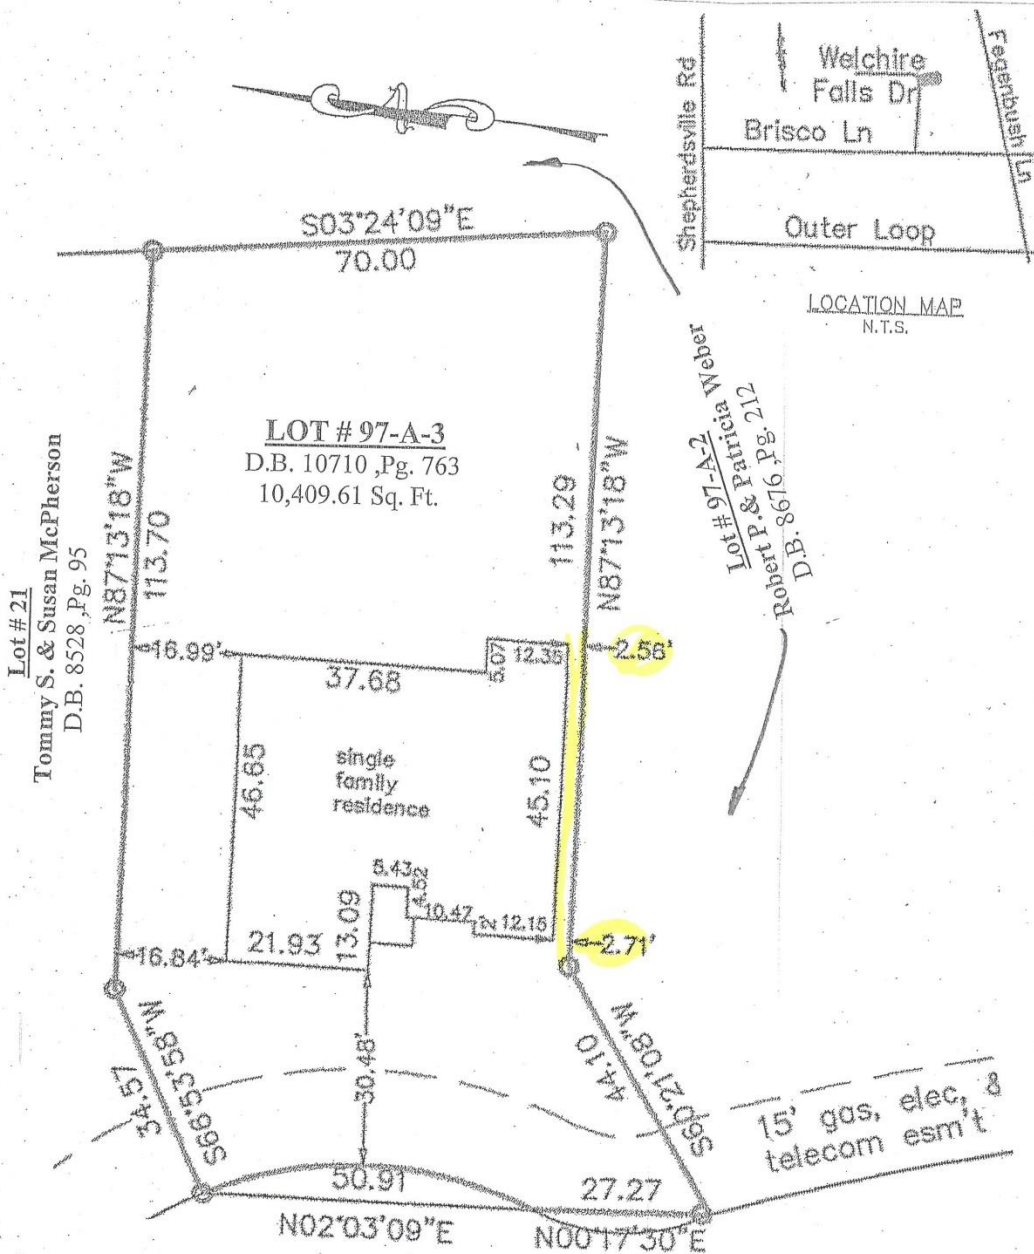 Shepherdsville Rd
Welchire
Falls Dr
Brisco Ln
Fegenbush Ln
Outer Loop
LOCATION MAP
N.T.S.
S03°24'09"E
70.00
LOT # 97-A-3
D.B. 10710 ,Pg. 763
10,409.61 Sq. Ft.
Lot # 21
Tommy S. & Susan McPherson
D.B. 8528 ,Pg. 95
N87°13'18"W
113.70
113.29
N87°13'18"W
Lot # 97-A-2
Robert P.& Patricia Weber
D.B. 8676 ,Pg. 212
16.99'
37.68
5.07
12.35
2.56'
46.65
single
family
residence
45.10
5.43
4.52
13.09
10.47
2
12.15
2.71'
16.84'
21.93
30.48'
34.57
S66°53'58"W
44.10
S60°21'08"W
15' gas, elec, &
telecom esm't
50.91
27.27
N02°03'09"E
N00°17'30"E